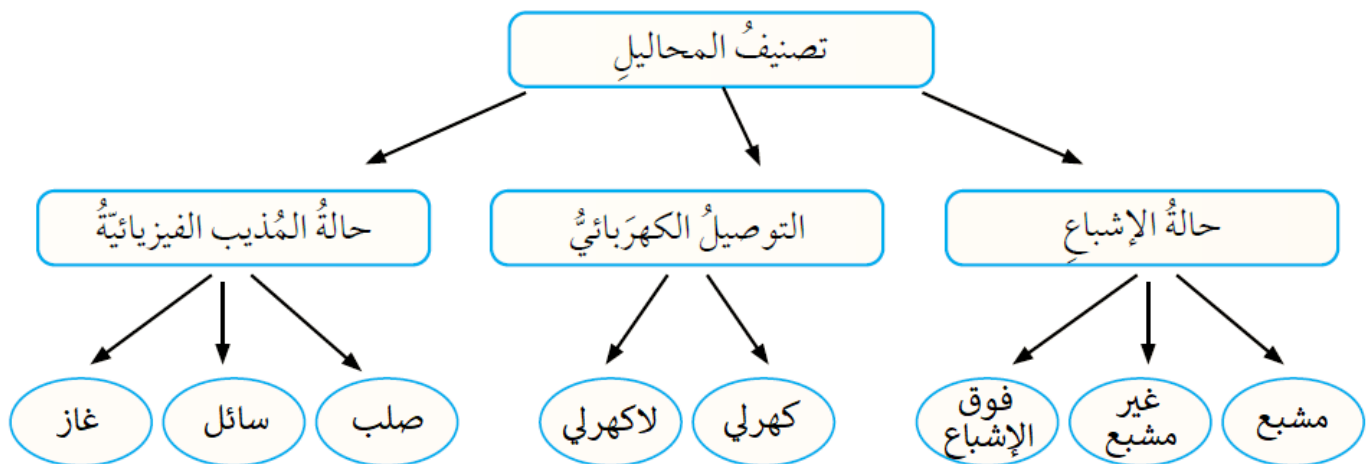 تصنيفُ المحاليلِ
حالةُ الإشباعِ
التوصيلُ الكهرَبائيُّ
حالةُ المُذيب الفيزيائيّةُ
مشبع
غير
مشبع
فوق
الإشباع
كهرلي
لاكهرلي
صلب
سائل
غاز